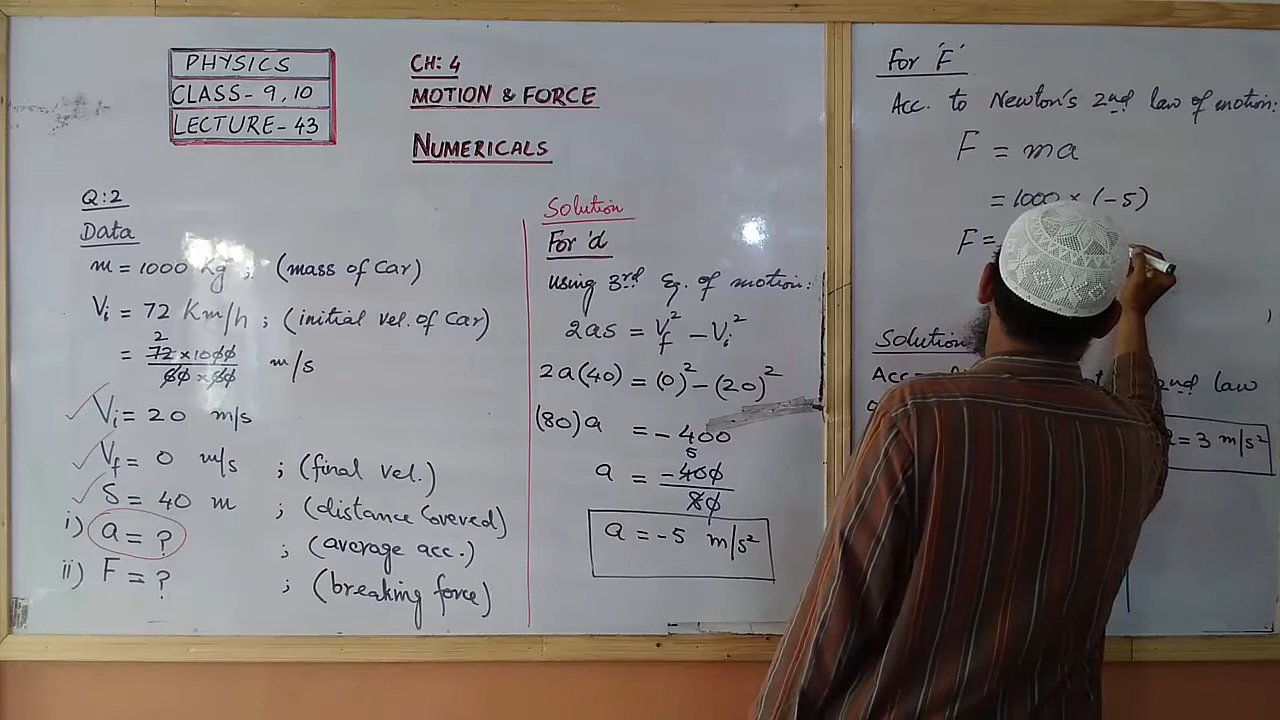 PHYSICS
CLASS - 9, 10
LECTURE - 43
CH: 4
MOTION & FORCE
NUMERICALS
Q:2
Data
m = 1000 Kg ; (mass of Car)
Vi = 72 Km/h ; (initial vel. of Car)
2
= 72 × 1000 / 60 × 60 m/s
Vi = 20 m/s
Vf = 0 m/s ; (final vel.)
S = 40 m ; (distance Covered)
i) a = ? ; (average acc.)
ii) F = ? ; (breaking force)
Solution
For 'a'
using 3rd Eq. of motion:
2as = Vf² - Vi²
2a(40) = (0)² - (20)²
(80)a = -400
5
a = -400 / 80
a = -5 m/s²
For 'F'
Acc. to Newton's 2nd law of motion:
F = ma
= 1000 × (-5)
F =
Solution
2nd law
= 3 m/s²